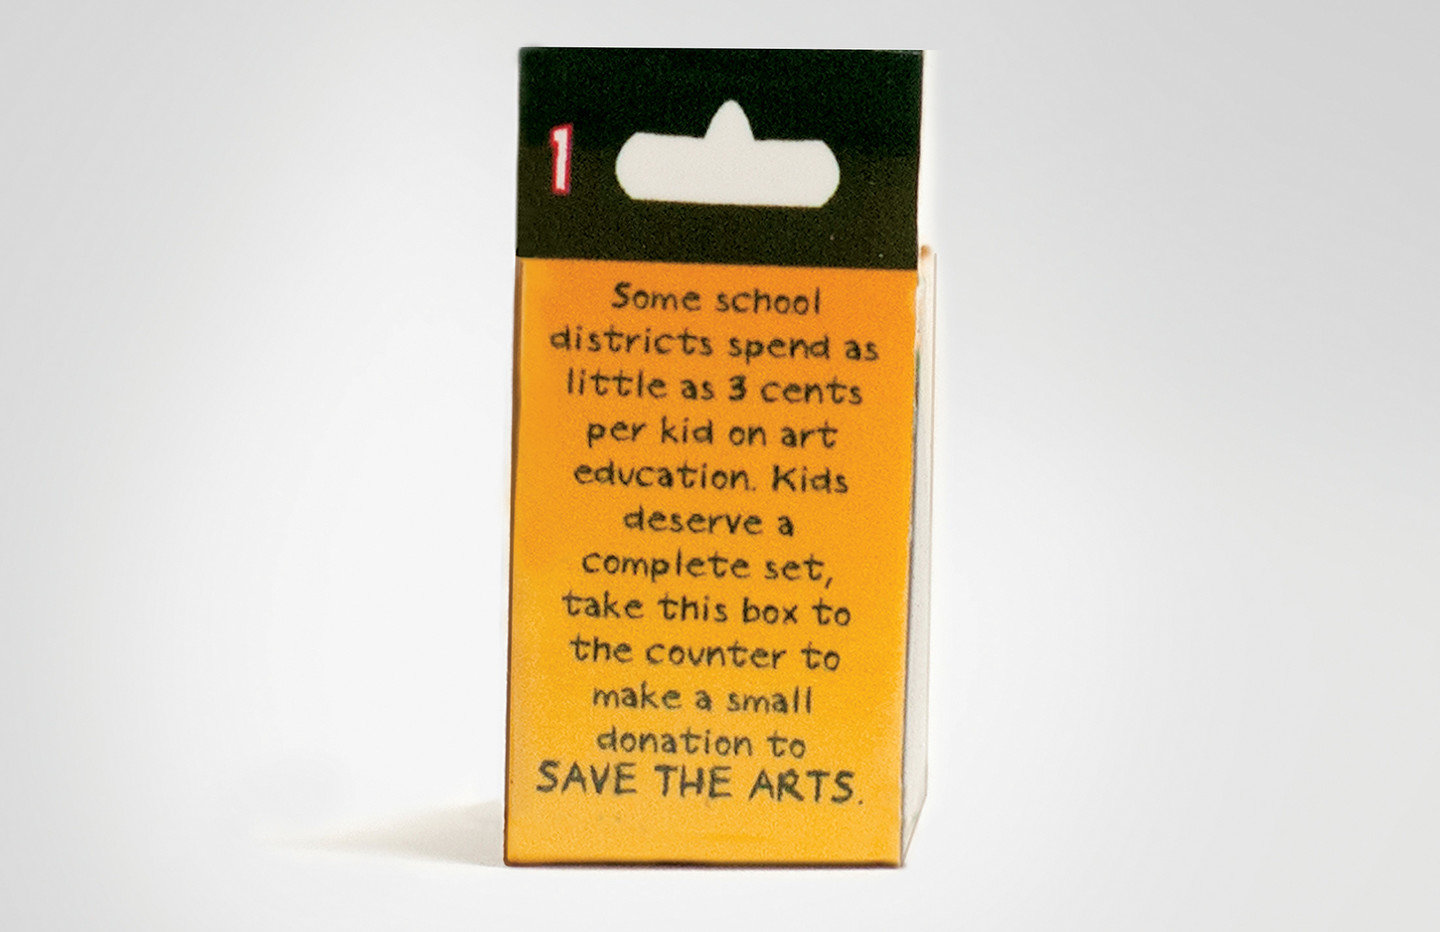 1
Some school
districts spend as
little as 3 cents
per kid on art
education. Kids
deserve a
complete set,
take this box to
the counter to
make a small
donation to
SAVE THE ARTS.